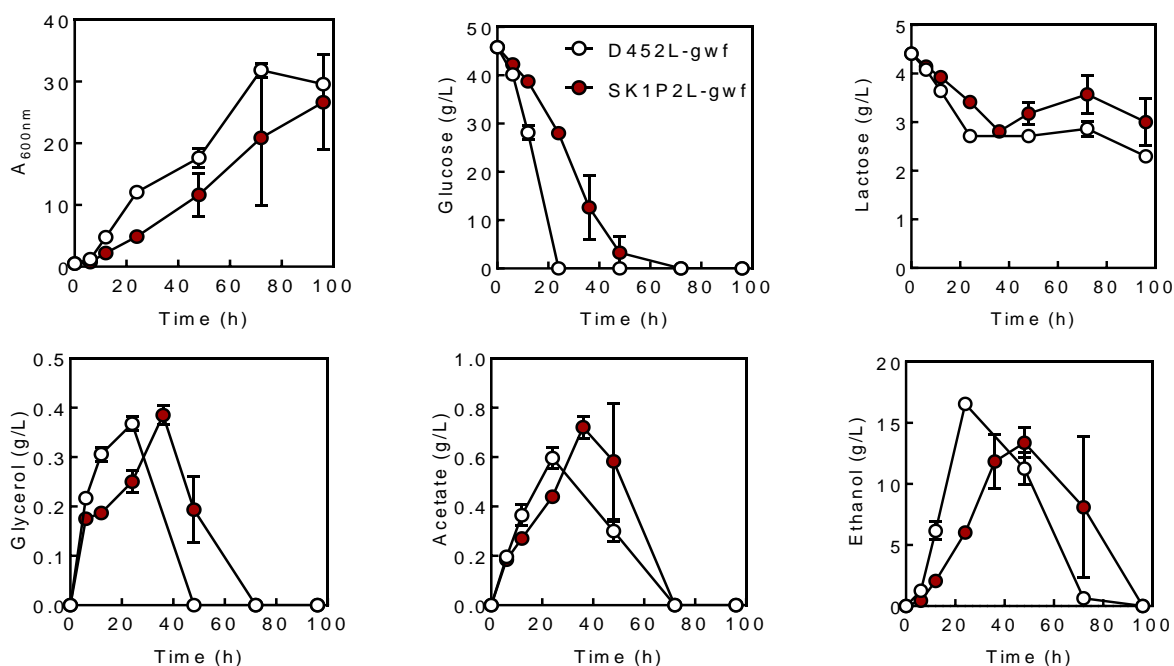 40
30
20
10
0
0 20 40 60 80 100
A600nm
Time (h)
50
40
30
20
10
0
0 20 40 60 80 100
Glucose (g/L)
Time (h)
D452L-gwf
SK1P2L-gwf
5
4
3
2
1
0
0 20 40 60 80 100
Lactose (g/L)
Time (h)
0.5
0.4
0.3
0.2
0.1
0.0
0 20 40 60 80 100
Glycerol (g/L)
Time (h)
1.0
0.8
0.6
0.4
0.2
0.0
0 20 40 60 80 100
Acetate (g/L)
Time (h)
20
15
10
5
0
0 20 40 60 80 100
Ethanol (g/L)
Time (h)